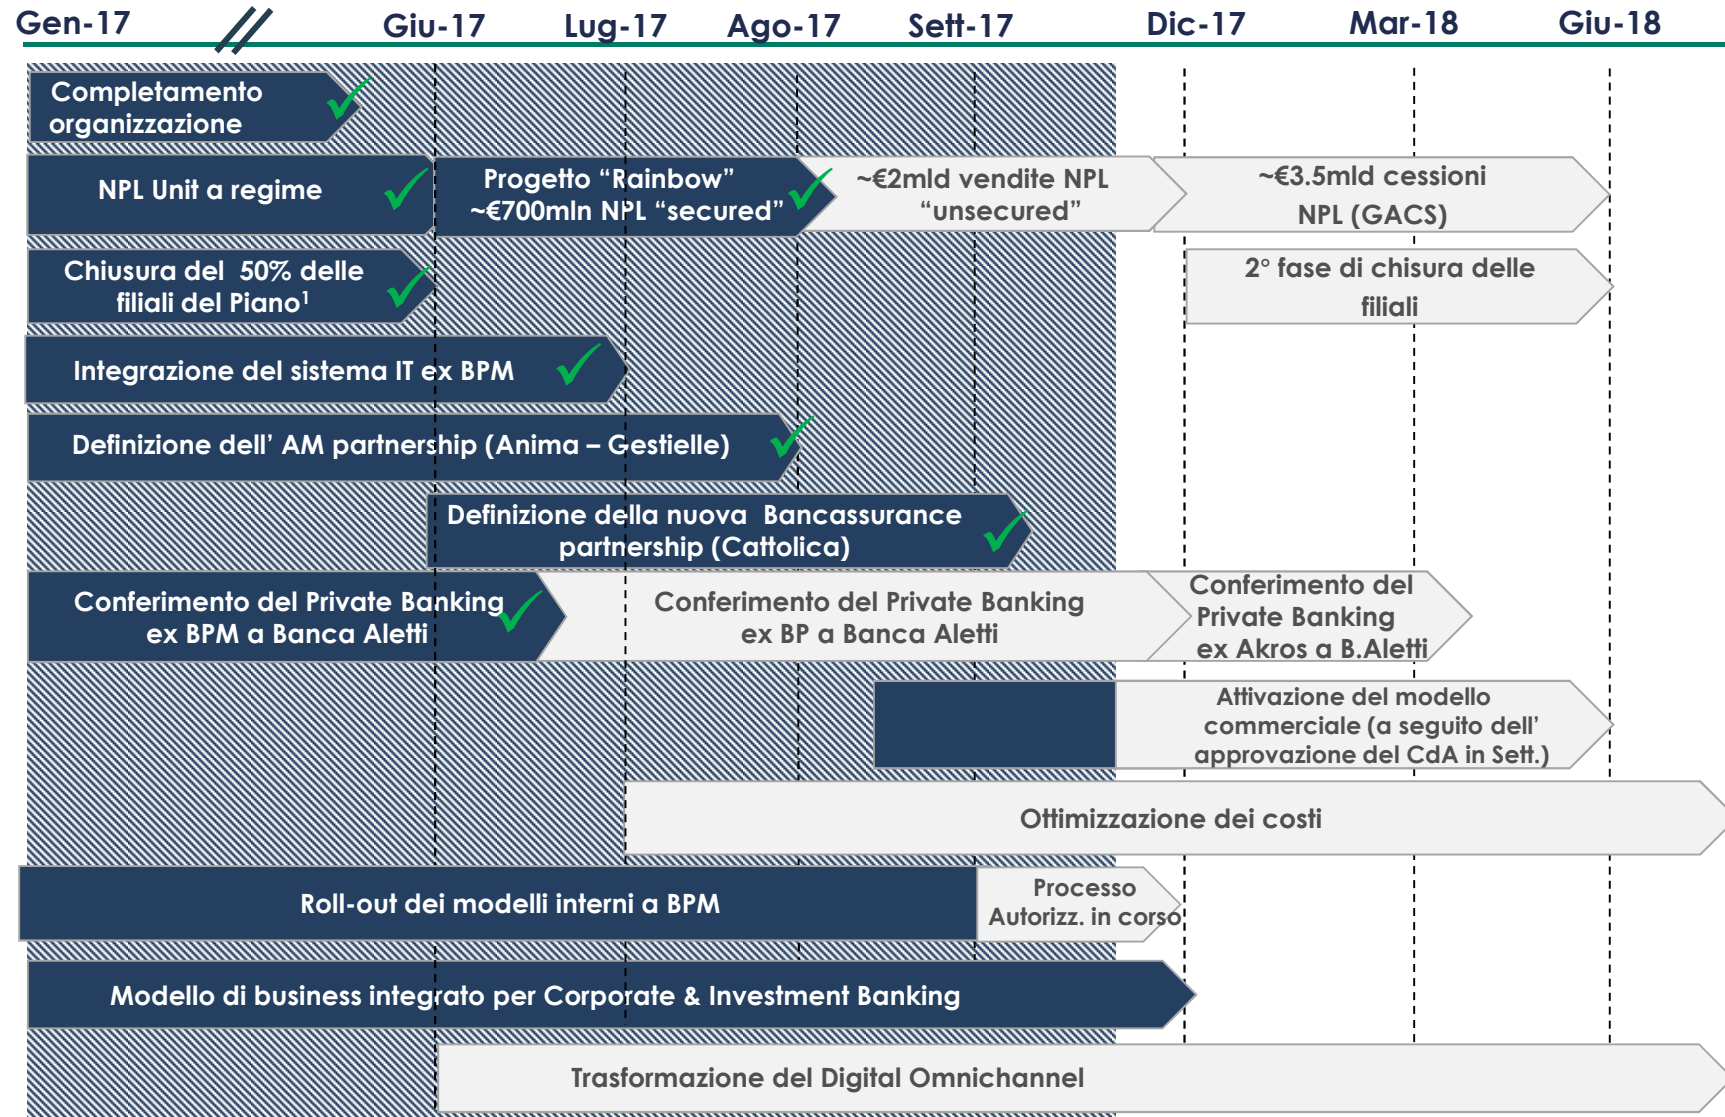 Gen-17 Giu-17 Lug-17 Ago-17 Sett-17 Dic-17 Mar-18 Giu-18
Completamento
organizzazione
NPL Unit a regime
Progetto “Rainbow”
~€700mln NPL “secured”
~€2mld vendite NPL
“unsecured”
~€3.5mld cessioni
NPL (GACS)
Chiusura del 50% delle
filiali del Piano¹
2° fase di chisura delle
filiali
Integrazione del sistema IT ex BPM
Definizione dell’ AM partnership (Anima – Gestielle)
Definizione della nuova Bancassurance
partnership (Cattolica)
Conferimento del Private Banking
ex BPM a Banca Aletti
Conferimento del Private Banking
ex BP a Banca Aletti
Conferimento del
Private Banking
ex Akros a B.Aletti
Attivazione del modello
commerciale (a seguito dell’
approvazione del CdA in Sett.)
Ottimizzazione dei costi
Roll-out dei modelli interni a BPM
Processo
Autorizz. in corso
Modello di business integrato per Corporate & Investment Banking
Trasformazione del Digital Omnichannel